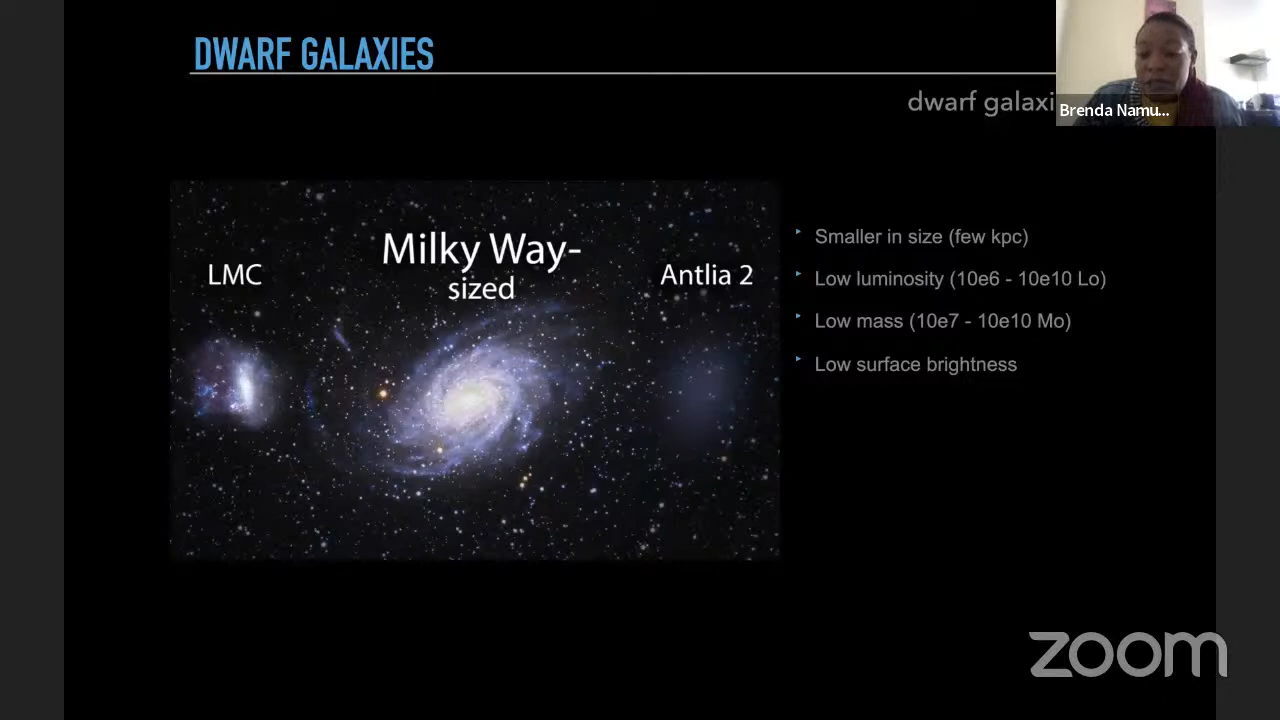 DWARF GALAXIES
dwarf galaxi
Brenda Namu...
LMC
Milky Way-
sized
Antlia 2
Smaller in size (few kpc)
Low luminosity (10e6 - 10e10 Lo)
Low mass (10e7 - 10e10 Mo)
Low surface brightness
zoom